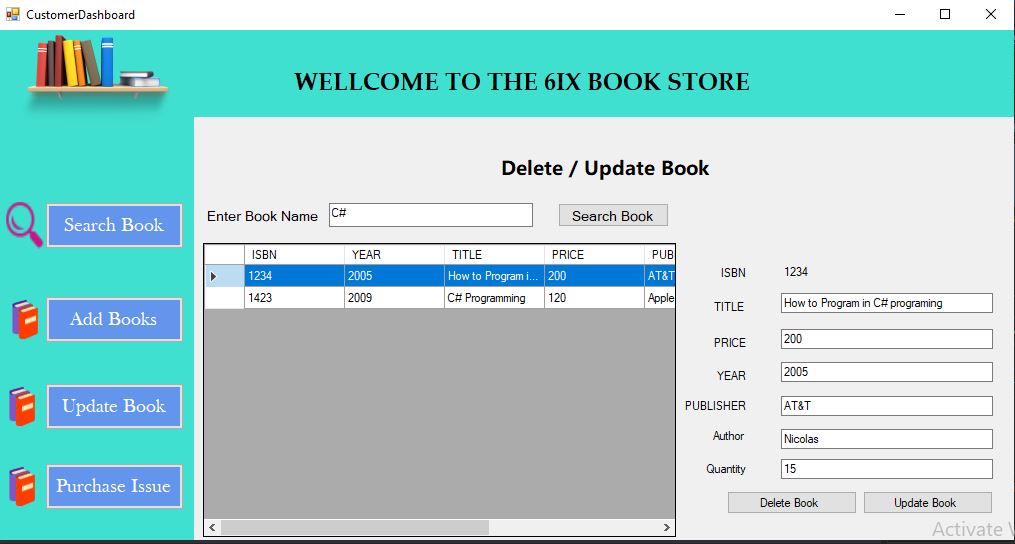 CustomerDashboard
WELLCOME TO THE 6IX BOOK STORE
Delete / Update Book
Enter Book Name C# Search Book
Search Book
Add Books
Update Book
Purchase Issue
ISBN YEAR TITLE PRICE PUB
1234 2005 How to Program i... 200 AT&T
1423 2009 C# Programming 120 Apple
ISBN 1234
TITLE How to Program in C# programing
PRICE 200
YEAR 2005
PUBLISHER AT&T
Author Nicolas
Quantity 15
Delete Book Update Book
Activate